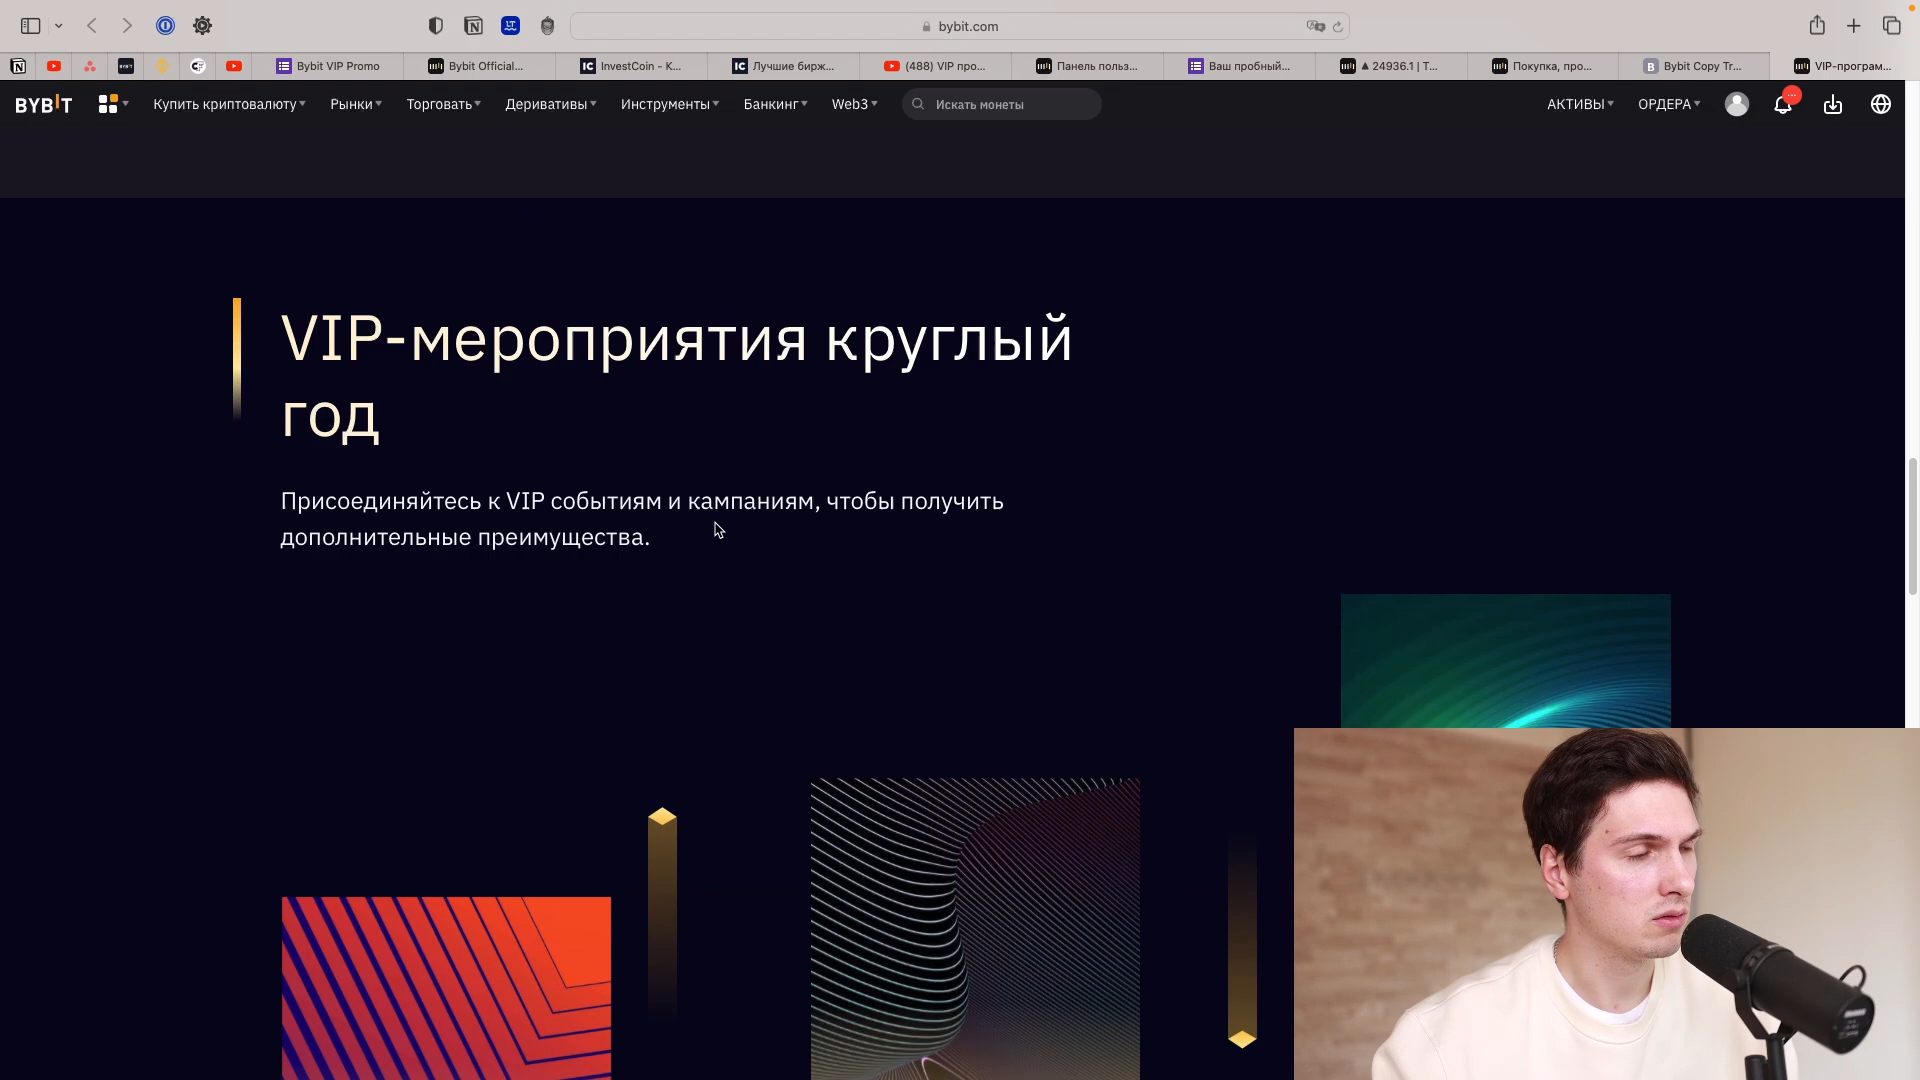 bybit.com
Bybit VIP Promo
Bybit Official...
InvestCoin - K...
Лучшие бирж...
(488) VIP про...
Панель польз...
Ваш пробный...
▲ 24936.1 | T...
Покупка, про...
Bybit Copy Tr...
VIP-програм...
BYBIT
Купить криптовалюту
Рынки
Торговать
Деривативы
Инструменты
Банкинг
Web3
Искать монеты
АКТИВЫ
ОРДЕРА
VIP-мероприятия круглый
год
Присоединяйтесь к VIP событиям и кампаниям, чтобы получить
дополнительные преимущества.